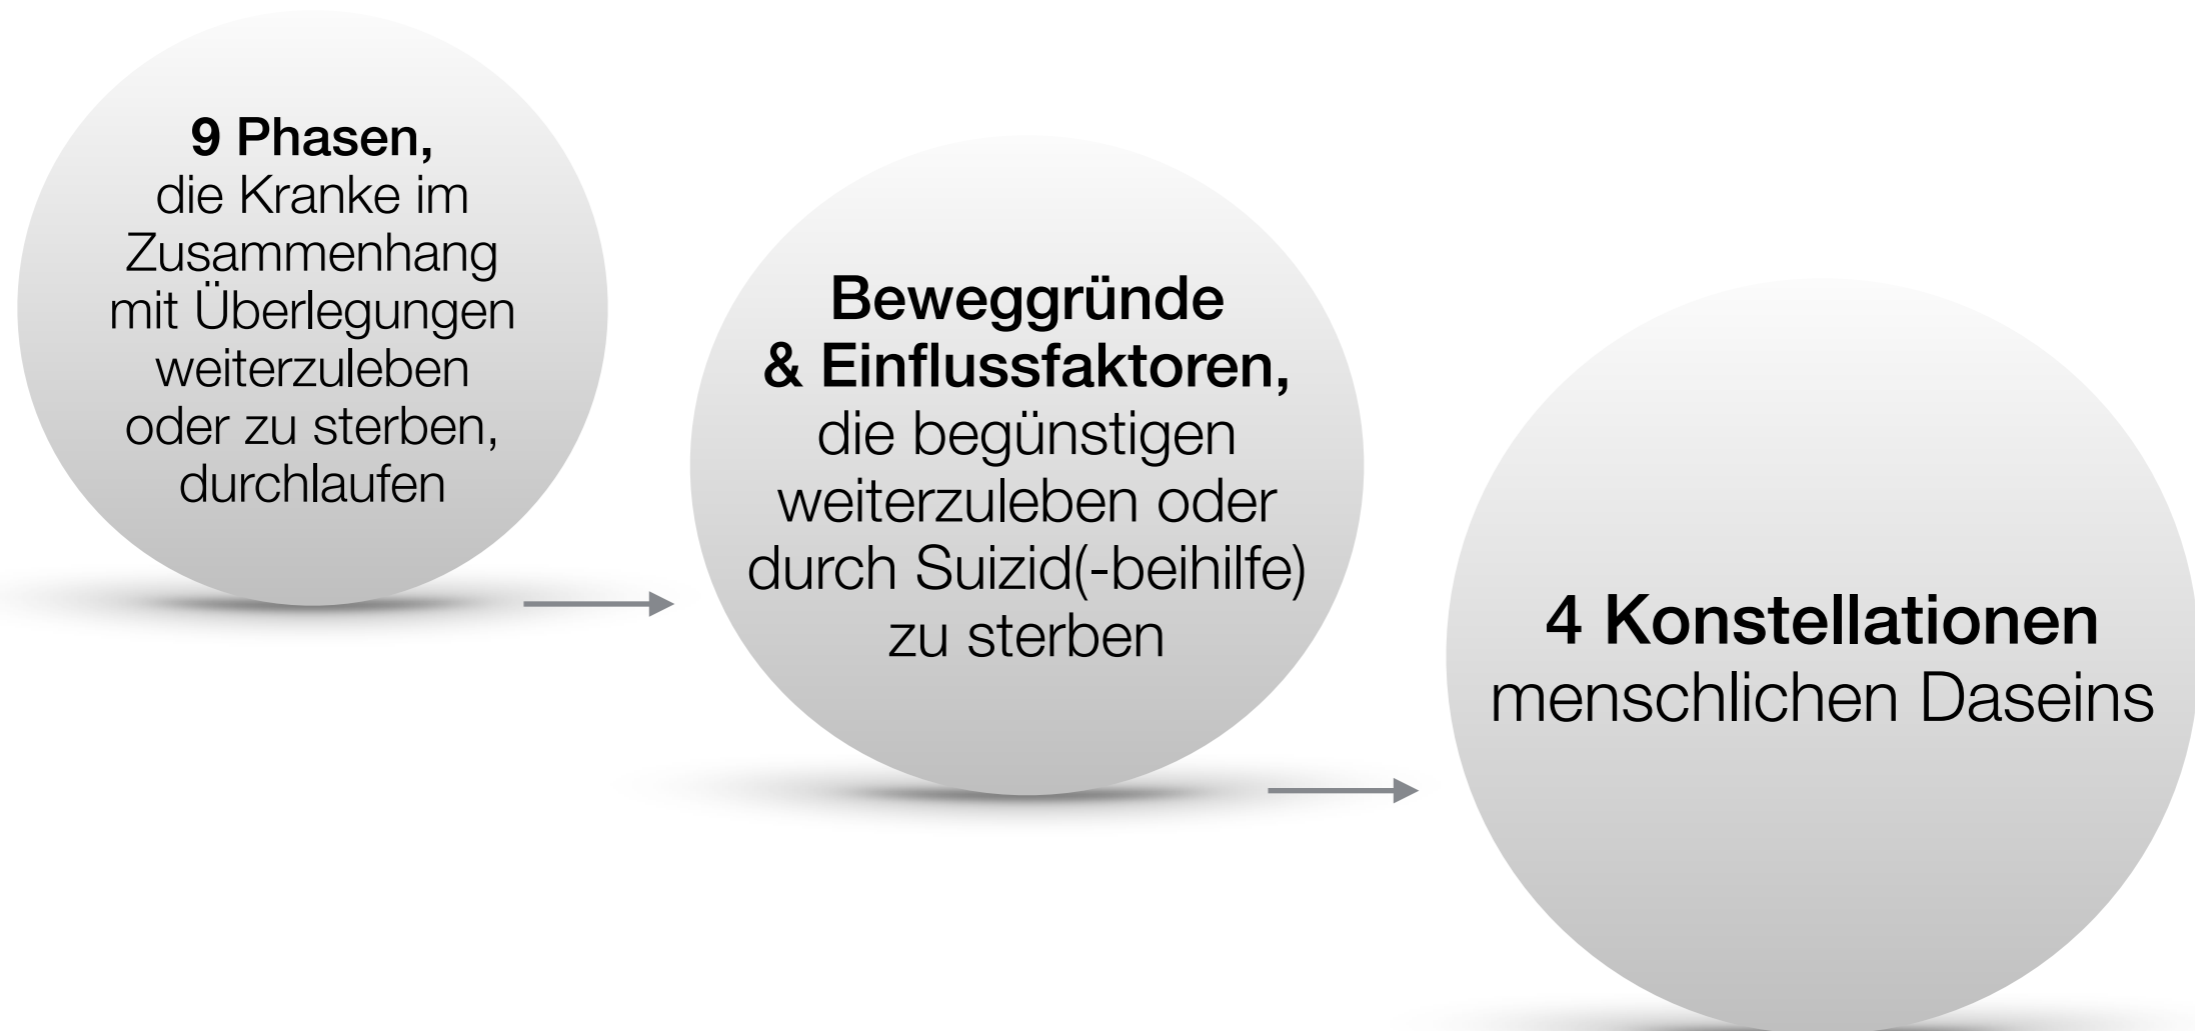 9 Phasen,
die Kranke im
Zusammenhang
mit Überlegungen
weiterzuleben
oder zu sterben,
durchlaufen
Beweggründe
& Einflussfaktoren,
die begünstigen
weiterzuleben oder
durch Suizid(-beihilfe)
zu sterben
4 Konstellationen
menschlichen Daseins